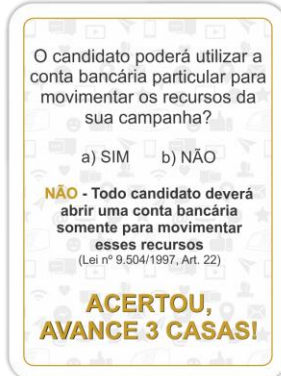 O candidato poderá utilizar a
conta bancária particular para
movimentar os recursos da
sua campanha?
a) SIM b) NÃO
NÃO - Todo candidato deverá
abrir uma conta bancária
somente para movimentar
esses recursos
(Lei nº 9.504/1997, Art. 22)
ACERTOU,
AVANCE 3 CASAS!